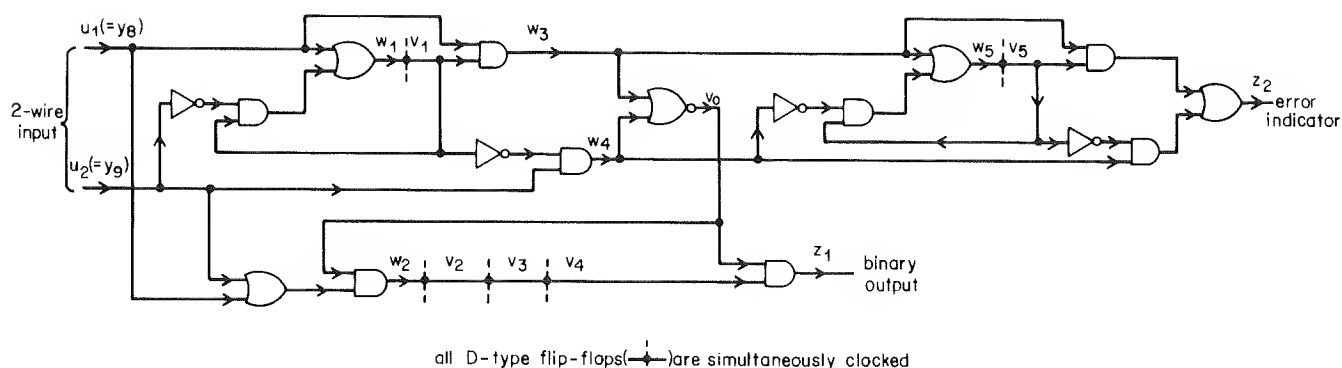 u1(=y8)
2-wire
input
u2(=y9)
w1
v1
w3
w4
v0
w5
v5
z2
error
indicator
w2
v2
v3
v4
z1
binary
output
all D-type flip-flops( )are simultaneously clocked